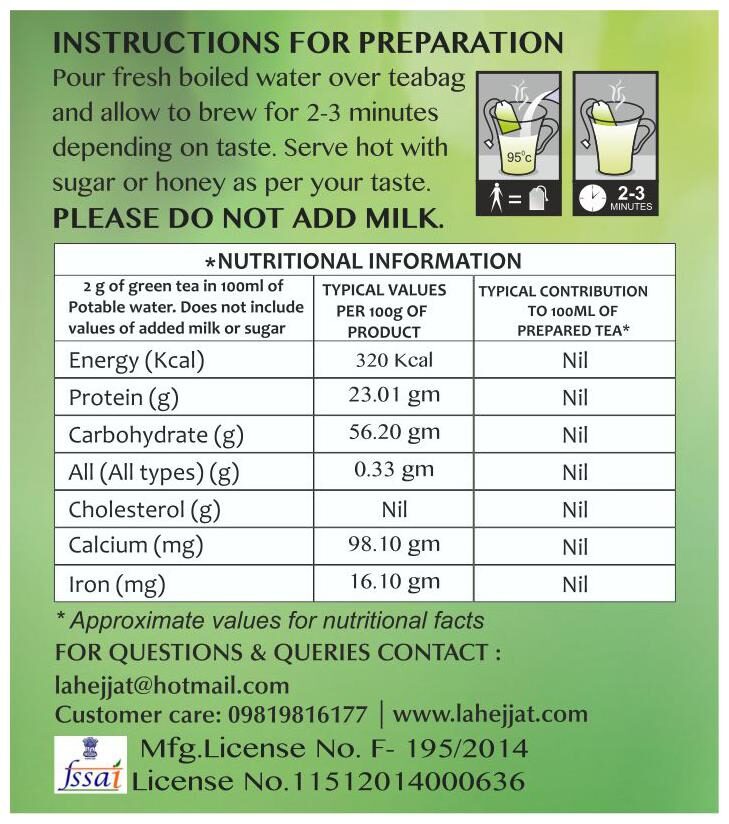 INSTRUCTIONS FOR PREPARATION
Pour fresh boiled water over teabag
and allow to brew for 2-3 minutes
depending on taste. Serve hot with
sugar or honey as per your taste.
PLEASE DO NOT ADD MILK.
95°c
=
2-3
MINUTES
*NUTRITIONAL INFORMATION
2 g of green tea in 100ml of
Potable water. Does not include
values of added milk or sugar
TYPICAL VALUES
PER 100g OF
PRODUCT
TYPICAL CONTRIBUTION
TO 100ML OF
PREPARED TEA*
Energy (Kcal) 320 Kcal Nil
Protein (g) 23.01 gm Nil
Carbohydrate (g) 56.20 gm Nil
All (All types) (g) 0.33 gm Nil
Cholesterol (g) Nil Nil
Calcium (mg) 98.10 gm Nil
Iron (mg) 16.10 gm Nil
* Approximate values for nutritional facts
FOR QUESTIONS & QUERIES CONTACT :
lahejjat@hotmail.com
Customer care: 09819816177 | www.lahejjat.com
fssai
Mfg.License No. F- 195/2014
License No.11512014000636